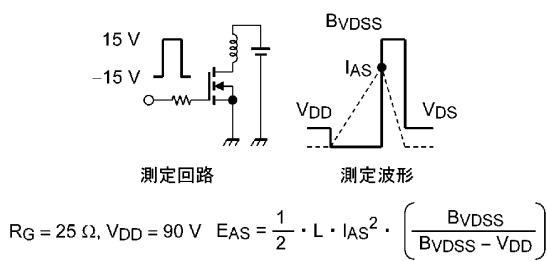 15 V
−15 V
測定回路
BVDSS
IAS
VDD
VDS
測定波形
RG = 25 Ω, VDD = 90 V EAS = 1/2 · L · IAS² · (BVDSS / BVDSS − VDD)